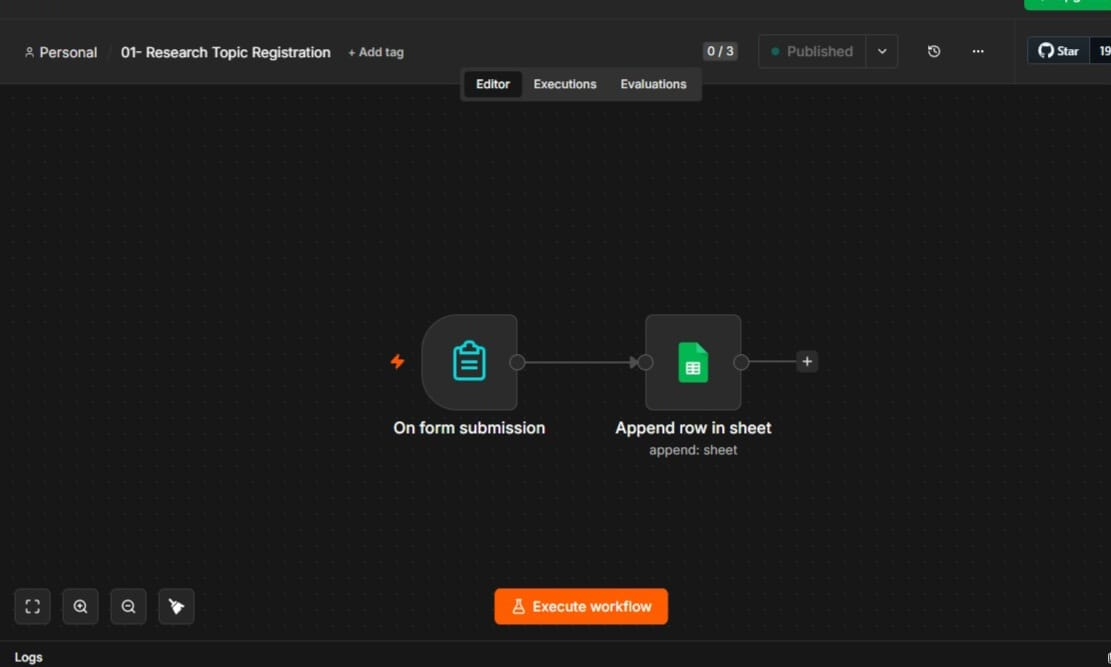 Personal / 01- Research Topic Registration + Add tag
0 / 3
Published
Star
Editor Executions Evaluations
On form submission
Append row in sheet
append: sheet
Execute workflow
Logs